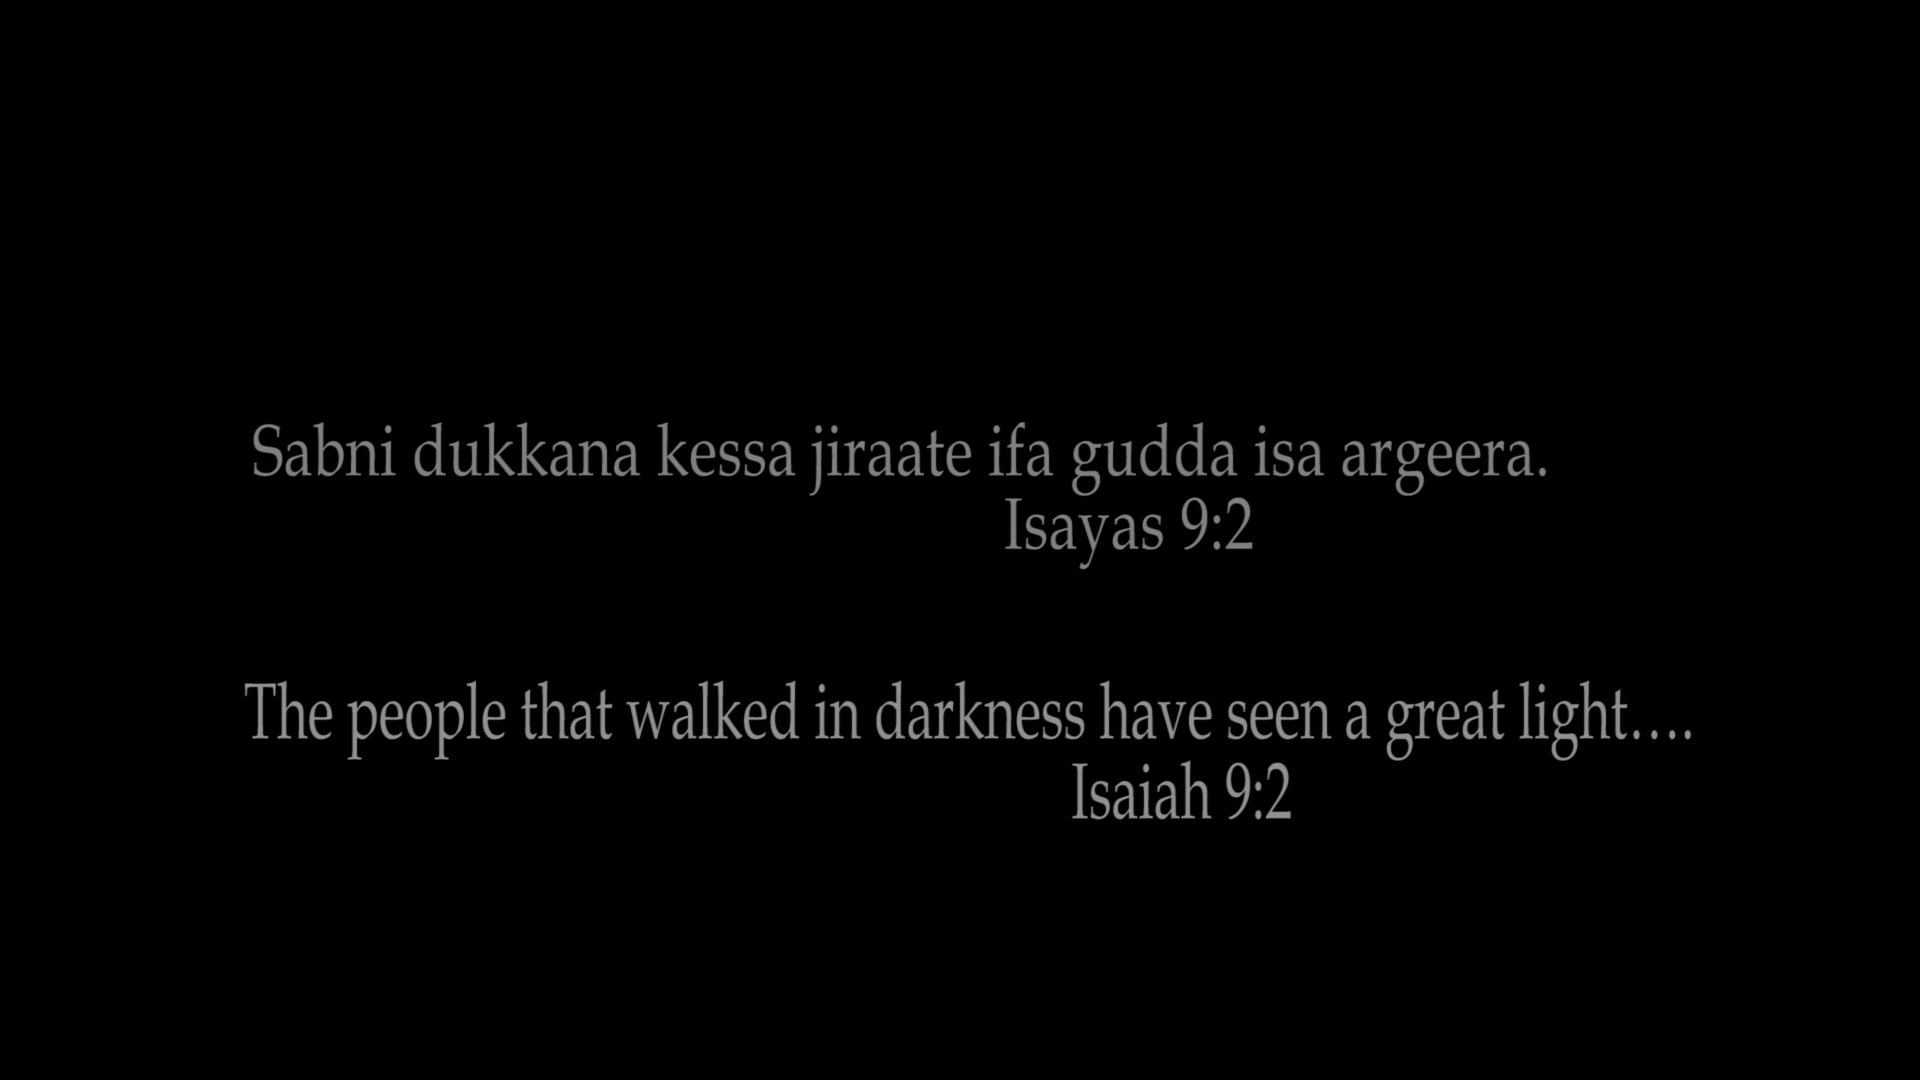 Sabni dukkana kessa jiraate ifa gudda isa argeera.
Isayas 9:2
The people that walked in darkness have seen a great light….
Isaiah 9:2